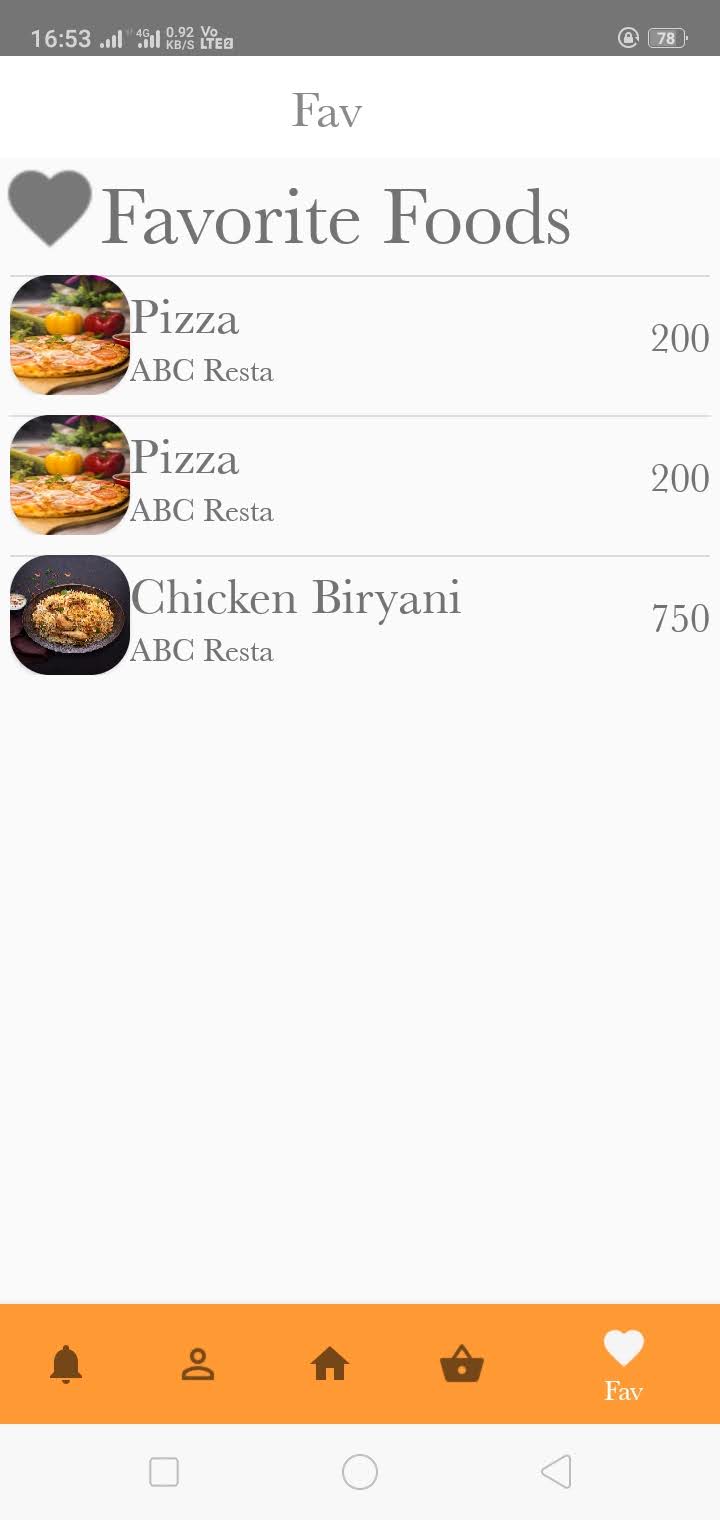 16:53 4G 0.92 KB/S Vo LTE2 78
Fav
Favorite Foods
Pizza
ABC Resta
200
Pizza
ABC Resta
200
Chicken Biryani
ABC Resta
750
Fav